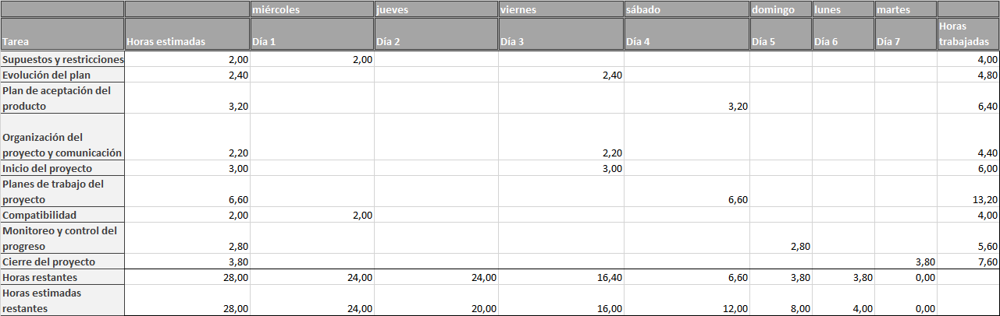 miércoles jueves viernes sábado domingo lunes martes
Horas
Tarea Horas estimadas Día 1 Día 2 Día 3 Día 4 Día 5 Día 6 Día 7 trabajadas
Supuestos y restricciones 2,00 2,00 4,00
Evolución del plan 2,40 2,40 4,80
Plan de aceptación del
producto 3,20 3,20 6,40
Organización del
proyecto y comunicación 2,20 2,20 4,40
Inicio del proyecto 3,00 3,00 6,00
Planes de trabajo del
proyecto 6,60 6,60 13,20
Compatibilidad 2,00 2,00 4,00
Monitoreo y control del
progreso 2,80 2,80 5,60
Cierre del proyecto 3,80 3,80 7,60
Horas restantes 28,00 24,00 24,00 16,40 6,60 3,80 3,80 0,00
Horas estimadas
restantes 28,00 24,00 20,00 16,00 12,00 8,00 4,00 0,00